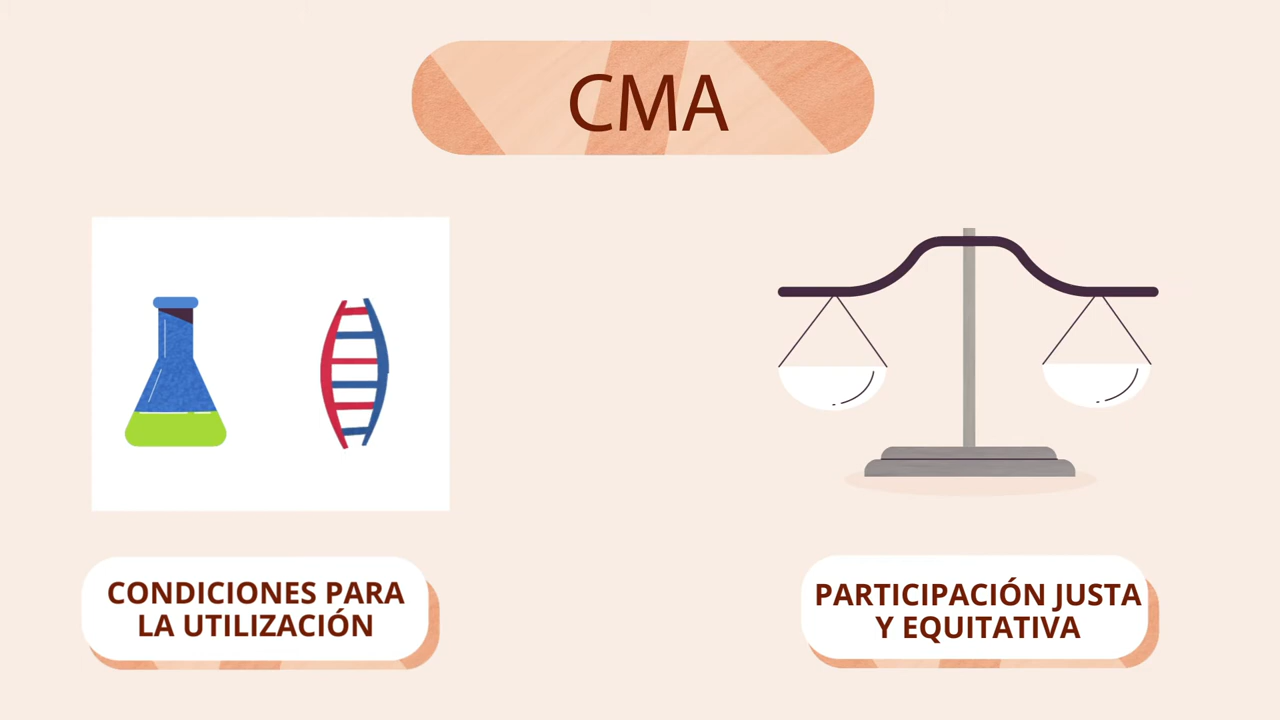 CMA
CONDICIONES PARA
LA UTILIZACIÓN
PARTICIPACIÓN JUSTA
Y EQUITATIVA